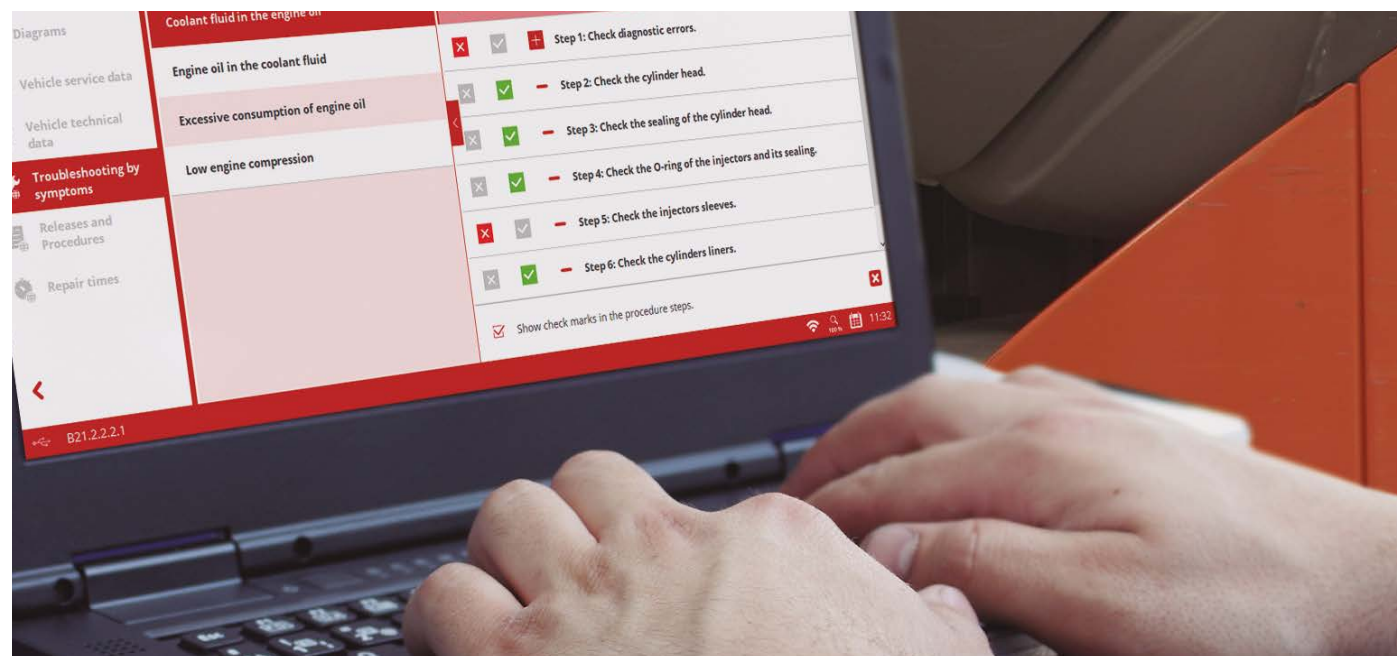 Diagrams
Vehicle service data
Vehicle technical
data
Troubleshooting by
symptoms
Releases and
Procedures
Repair times
B21.2.2.2.1
Coolant fluid in the engine oil
Engine oil in the coolant fluid
Excessive consumption of engine oil
Low engine compression
Step 1: Check diagnostic errors.
Step 2: Check the cylinder head.
Step 3: Check the sealing of the cylinder head.
Step 4: Check the O-ring of the injectors and its sealing.
Step 5: Check the injectors sleeves.
Step 6: Check the cylinders liners.
Show check marks in the procedure steps.
100 %
11:32
Esc